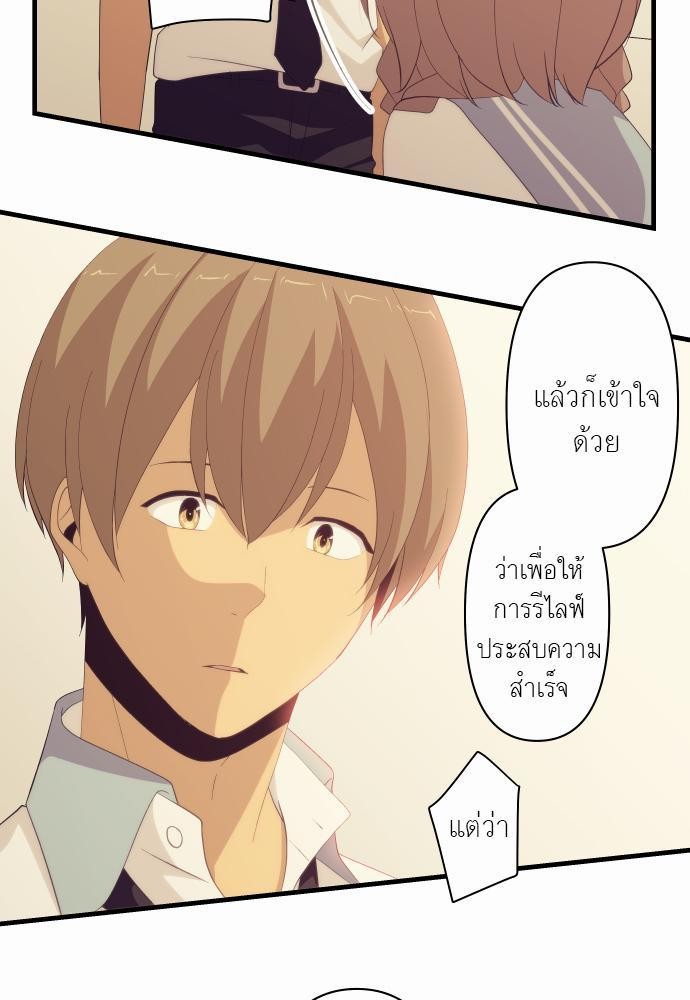 แล้วก็เข้าใจ
ด้วย
ว่าเพื่อให้
การรีไลฟ์
ประสบความ
สำเร็จ
แต่ว่า